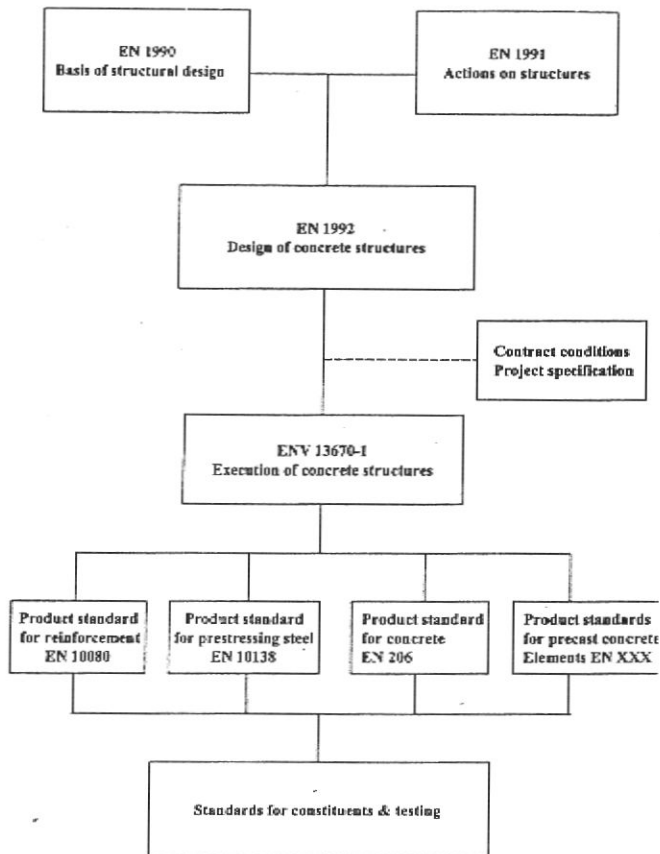 EN 1990
Basis of structural design
EN 1991
Actions on structures
EN 1992
Design of concrete structures
Contract conditions
Project specification
ENV 13670-1
Execution of concrete structures
Product standard
for reinforcement
EN 10080
Product standard
for prestressing steel
EN 10138
Product standard
for concrete
EN 206
Product standards
for precast concrete
Elements EN XXX
Standards for constituents & testing